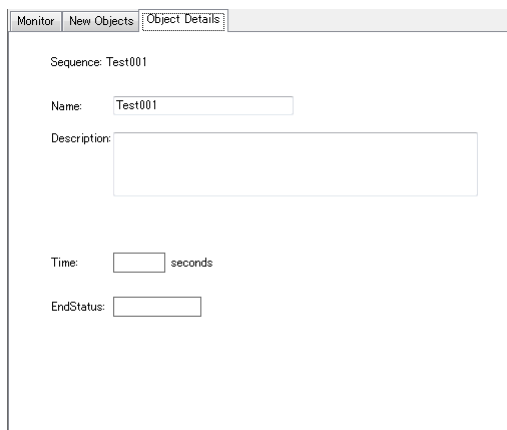 Monitor New Objects Object Details
Sequence: Test001
Name: Test001
Description:
Time: seconds
EndStatus: